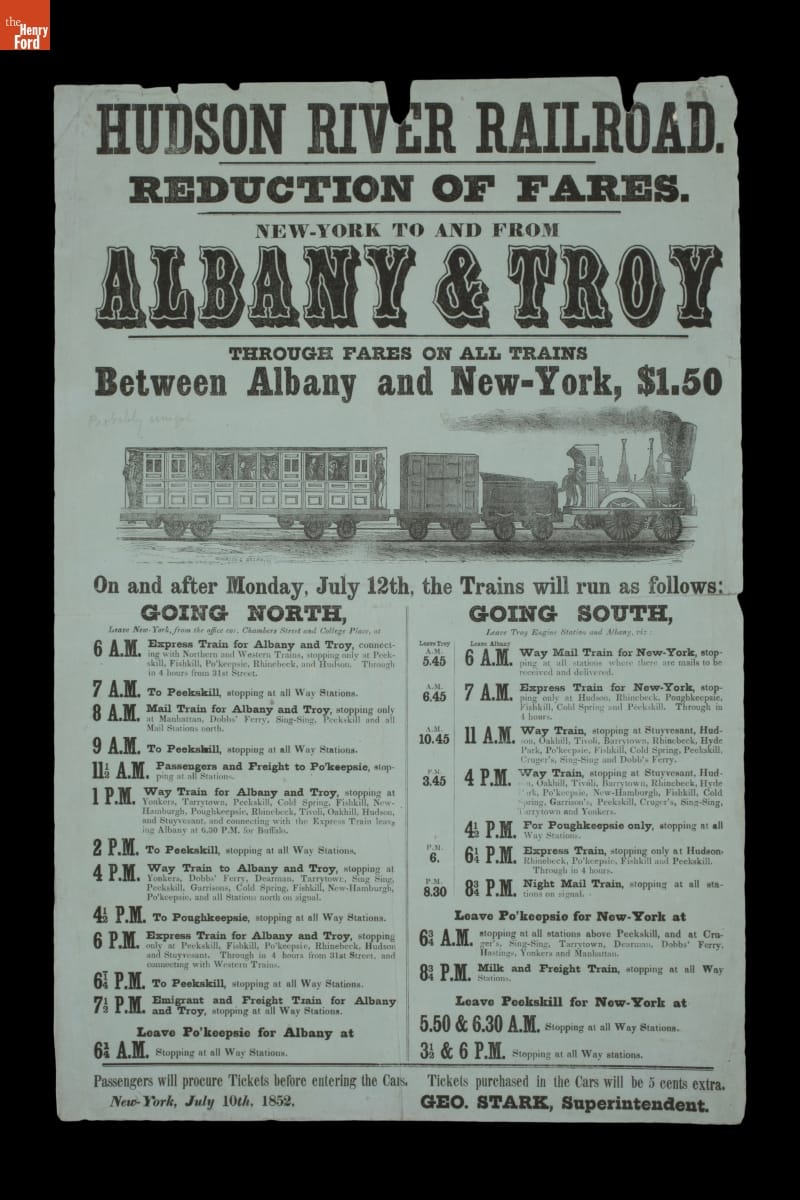 the
Henry
Ford
HUDSON RIVER RAILROAD.
REDUCTION OF FARES.
NEW-YORK TO AND FROM
ALBANY & TROY
THROUGH FARES ON ALL TRAINS
Between Albany and New-York, $1.50
Probably unique
On and after Monday, July 12th, the Trains will run as follows:
GOING NORTH,
Leave New-York, from the office cor. Chambers Street and College Place, at
6 A.M. Express Train for Albany and Troy, connect-
ing with Northern and Western Trains, stopping only at Peek-
skill, Fishkill, Po'keepsie, Rhinebeck, and Hudson. Through
in 4 hours from 31st Street.
7 A.M. To Peekskill, stopping at all Way Stations.
8 A.M. Mail Train for Albany and Troy, stopping only
at Manhattan, Dobbs' Ferry, Sing-Sing, Peekskill and all
Mail Stations north.
9 A.M. To Peekskill, stopping at all Way Stations.
11½ A.M. Passengers and Freight to Po'keepsie, stop-
ping at all Stations.
1 P.M. Way Train for Albany and Troy, stopping at
Yonkers, Tarrytown, Peekskill, Cold Spring, Fishkill, New-
Hamburgh, Poughkeepsie, Rhinebeck, Tivoli, Oakhill, Hudson,
and Stuyvesant, and connecting with the Express Train leav-
ing Albany at 6.30 P.M. for Buffalo.
2 P.M. To Peekskill, stopping at all Way Stations.
4 P.M. Way Train to Albany and Troy, stopping at
Yonkers, Dobbs' Ferry, Dearman, Tarrytown, Sing Sing,
Peekskill, Garrisons, Cold Spring, Fishkill, New-Hamburgh,
Po'keepsie, and all Stations north on signal.
4½ P.M. To Poughkeepsie, stopping at all Way Stations.
6 P.M. Express Train for Albany and Troy, stopping
only at Peekskill, Fishkill, Po'keepsie, Rhinebeck, Hudson
and Stuyvesant. Through in 4 hours from 31st Street, and
connecting with Western Trains.
P.M. To Peekskill, stopping at all Way Stations.
7½ P.M. Emigrant and Freight Train for Albany
and Troy, stopping at all Way Stations.
Leave Po'keepsie for Albany at
6¼ A.M. Stopping at all Way Stations.
GOING SOUTH,
Leave Troy Engine Station and Albany, viz:
Leave Troy Leave Albany
A.M. 5.45 6 A.M. Way Mail Train for New-York, stop-
ping at all stations where there are mails to be
received and delivered.
A.M. 6.45 7 A.M. Express Train for New-York, stop-
ping only at Hudson, Rhinebeck, Poughkeepsie,
Fishkill, Cold Spring and Peekskill. Through in
4 hours.
A.M. 10.45 11 A.M. Way Train, stopping at Stuyvesant, Hud-
son, Oakhill, Tivoli, Barrytown, Rhinebeck, Hyde
Park, Po'keepsie, Fishkill, Cold Spring, Peekskill,
Cruger's, Sing-Sing and Dobb's Ferry.
P.M. 3.45 4 P.M. Way Train, stopping at Stuyvesant, Hud-
son, Oakhill, Tivoli, Barrytown, Rhinebeck, Hyde
Park, Po'keepsie, New-Hamburgh, Fishkill, Cold
Spring, Garrison's, Peekskill, Cruger's, Sing-Sing,
Tarrytown and Yonkers.
4½ P.M. For Poughkeepsie only, stopping at all
Way Stations.
P.M. 6. 6¼ P.M. Express Train, stopping only at Hudson
Rhinebeck, Po'keepsie, Fishkill and Peekskill.
Through in 4 hours.
P.M. 8.30 8¾ P.M. Night Mail Train, stopping at all sta-
tions on signal.
Leave Po'keepsie for New-York at
6¾ A.M. stopping at all stations above Peekskill, and at Cru-
ger's, Sing-Sing, Tarrytown, Dearman, Dobbs' Ferry,
Hastings, Yonkers and Manhattan.
8¾ P.M. Milk and Freight Train, stopping at all Way
Stations.
Leave Peekskill for New-York at
5.50 & 6.30 A.M. Stopping at all Way Stations.
3½ & 6 P.M. Stopping at all Way stations.
Passengers will procure Tickets before entering the Cars. Tickets purchased in the Cars will be 5 cents extra.
New-York, July 10th, 1852. GEO. STARK, Superintendent.